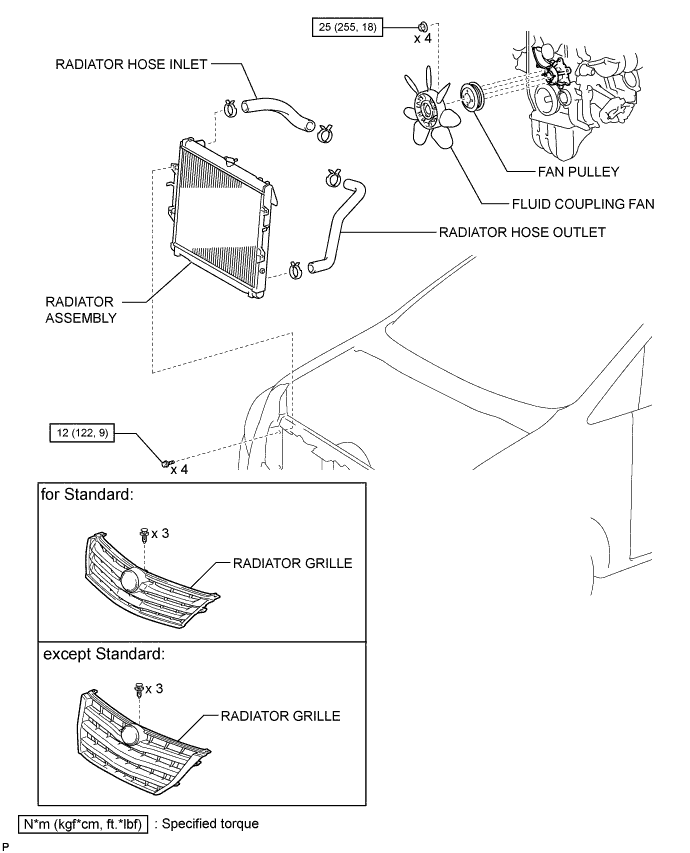 25 (255, 18)
x 4
RADIATOR HOSE INLET
FAN PULLEY
FLUID COUPLING FAN
RADIATOR HOSE OUTLET
RADIATOR
ASSEMBLY
12 (122, 9)
x 4
for Standard:
x 3
RADIATOR GRILLE
except Standard:
x 3
RADIATOR GRILLE
N*m (kgf*cm, ft.*lbf) : Specified torque
P